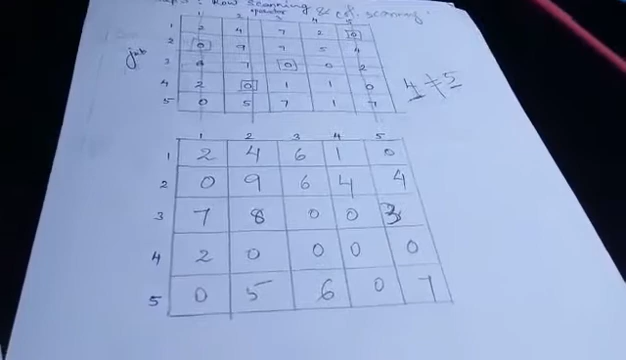 Row Scanning & col. scanning
operator
1 2 3 4 5
1 2 4 7 2 0
2 0 9 7 5 4
job
3 7 0 0 2
4 2 0 1 1 0
5 0 5 7 1 7
4 ≠ 5
1 2 3 4 5
1 2 4 6 1 0
2 0 9 6 4 4
3 7 8 0 0 3
4 2 0 0 0 0
5 0 5 6 0 7